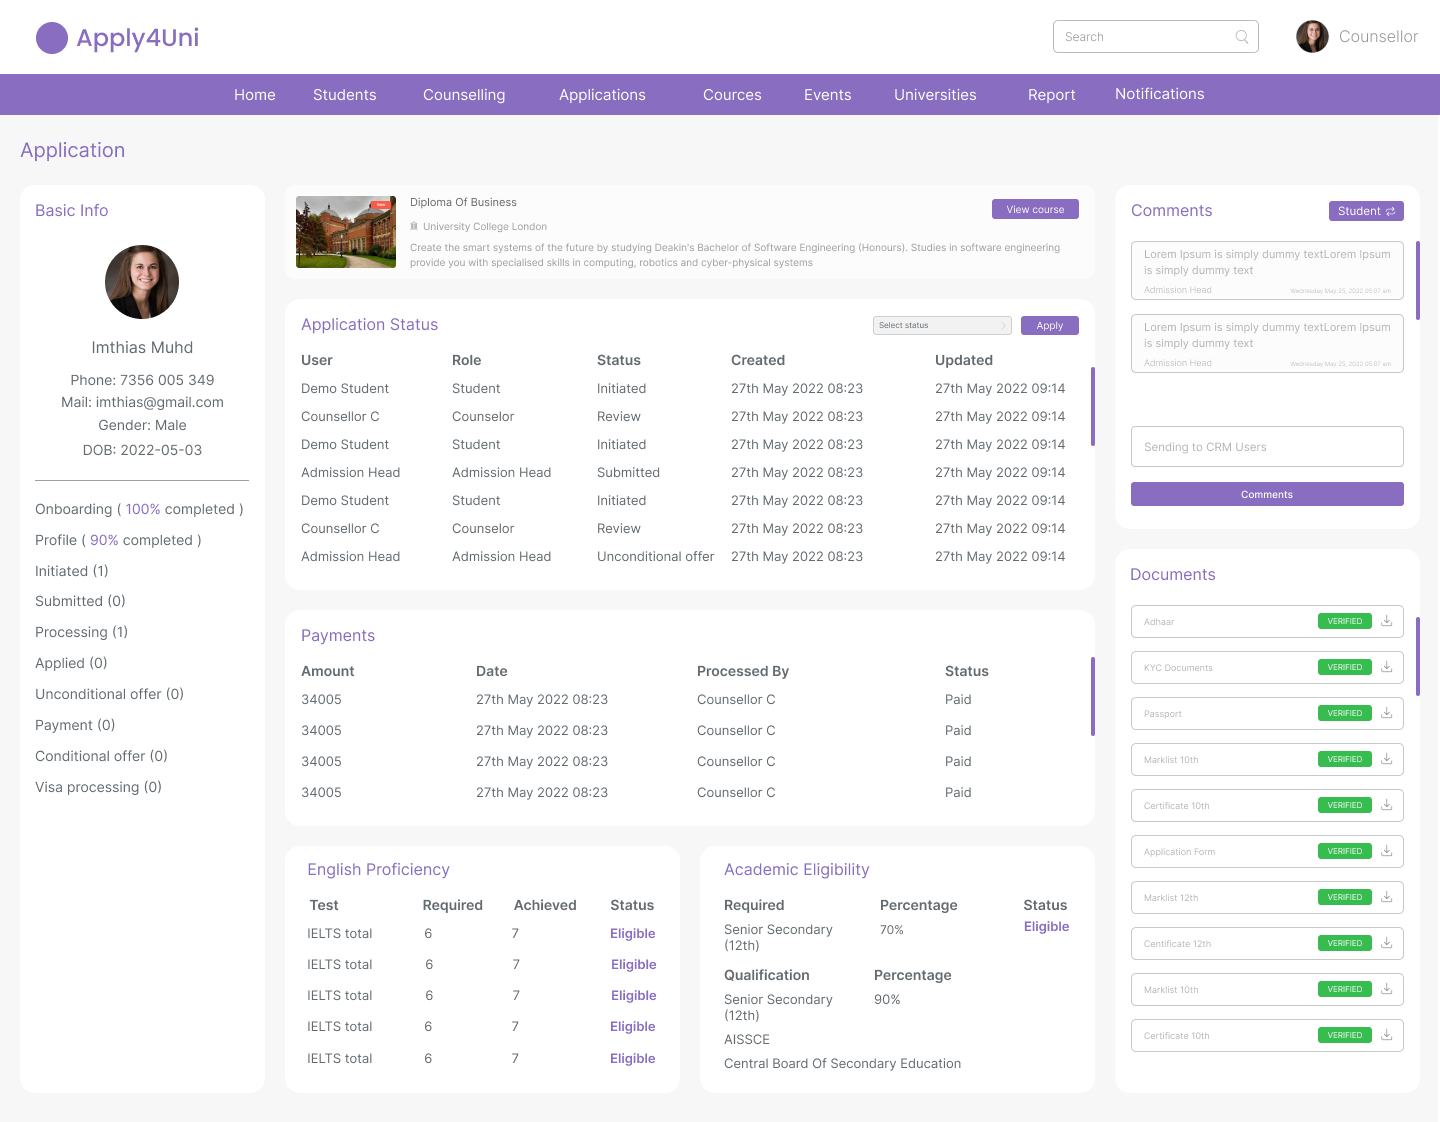 Apply4Uni
Search
Counsellor
Home Students Counselling Applications Cources Events Universities Report Notifications
Application
Basic Info
Imthias Muhd
Phone: 7356 005 349
Mail: imthias@gmail.com
Gender: Male
DOB: 2022-05-03
Onboarding ( 100% completed )
Profile ( 90% completed )
Initiated (1)
Submitted (0)
Processing (1)
Applied (0)
Unconditional offer (0)
Payment (0)
Conditional offer (0)
Visa processing (0)
Diploma Of Business
View course
University College London
Create the smart systems of the future by studying Deakin's Bachelor of Software Engineering (Honours). Studies in software engineering
provide you with specialised skills in computing, robotics and cyber-physical systems
Application Status
Select status
Apply
User Role Status Created Updated
Demo Student Student Initiated 27th May 2022 08:23 27th May 2022 09:14
Counsellor C Counselor Review 27th May 2022 08:23 27th May 2022 09:14
Demo Student Student Initiated 27th May 2022 08:23 27th May 2022 09:14
Admission Head Admission Head Submitted 27th May 2022 08:23 27th May 2022 09:14
Demo Student Student Initiated 27th May 2022 08:23 27th May 2022 09:14
Counsellor C Counselor Review 27th May 2022 08:23 27th May 2022 09:14
Admission Head Admission Head Unconditional offer 27th May 2022 08:23 27th May 2022 09:14
Payments
Amount Date Processed By Status
34005 27th May 2022 08:23 Counsellor C Paid
34005 27th May 2022 08:23 Counsellor C Paid
34005 27th May 2022 08:23 Counsellor C Paid
34005 27th May 2022 08:23 Counsellor C Paid
English Proficiency
Test Required Achieved Status
IELTS total 6 7 Eligible
IELTS total 6 7 Eligible
IELTS total 6 7 Eligible
IELTS total 6 7 Eligible
IELTS total 6 7 Eligible
Academic Eligibility
Required Percentage Status
Senior Secondary 70% Eligible
(12th)
Qualification Percentage
Senior Secondary 90%
(12th)
AISSCE
Central Board Of Secondary Education
Comments
Student
Lorem Ipsum is simply dummy textLorem Ipsum
is simply dummy text
Admission Head Wednesday May 25, 2022 05:07 am
Lorem Ipsum is simply dummy textLorem Ipsum
is simply dummy text
Admission Head Wednesday May 25, 2022 05:07 am
Sending to CRM Users
Comments
Documents
Adhaar VERIFIED
KYC Documents VERIFIED
Passport VERIFIED
Marklist 10th VERIFIED
Certificate 10th VERIFIED
Application Form VERIFIED
Marklist 12th VERIFIED
Centificate 12th VERIFIED
Marklist 10th VERIFIED
Certificate 10th VERIFIED